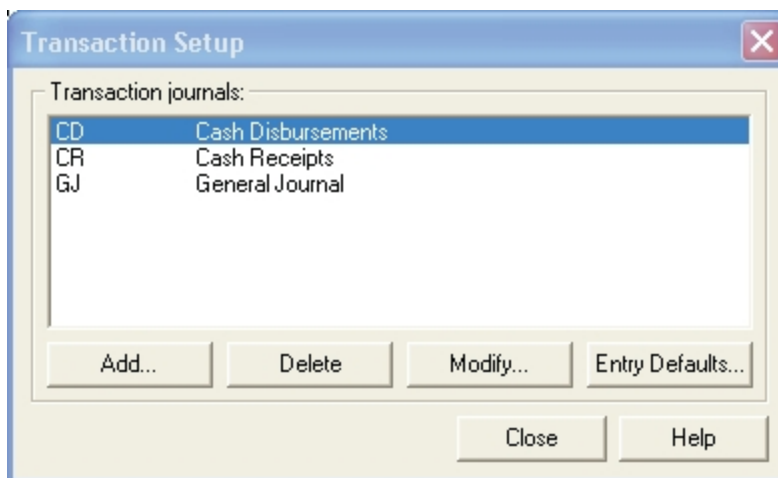 Transaction Setup
Transaction journals:
CD Cash Disbursements
CR Cash Receipts
GJ General Journal
Add... Delete Modify... Entry Defaults...
Close Help